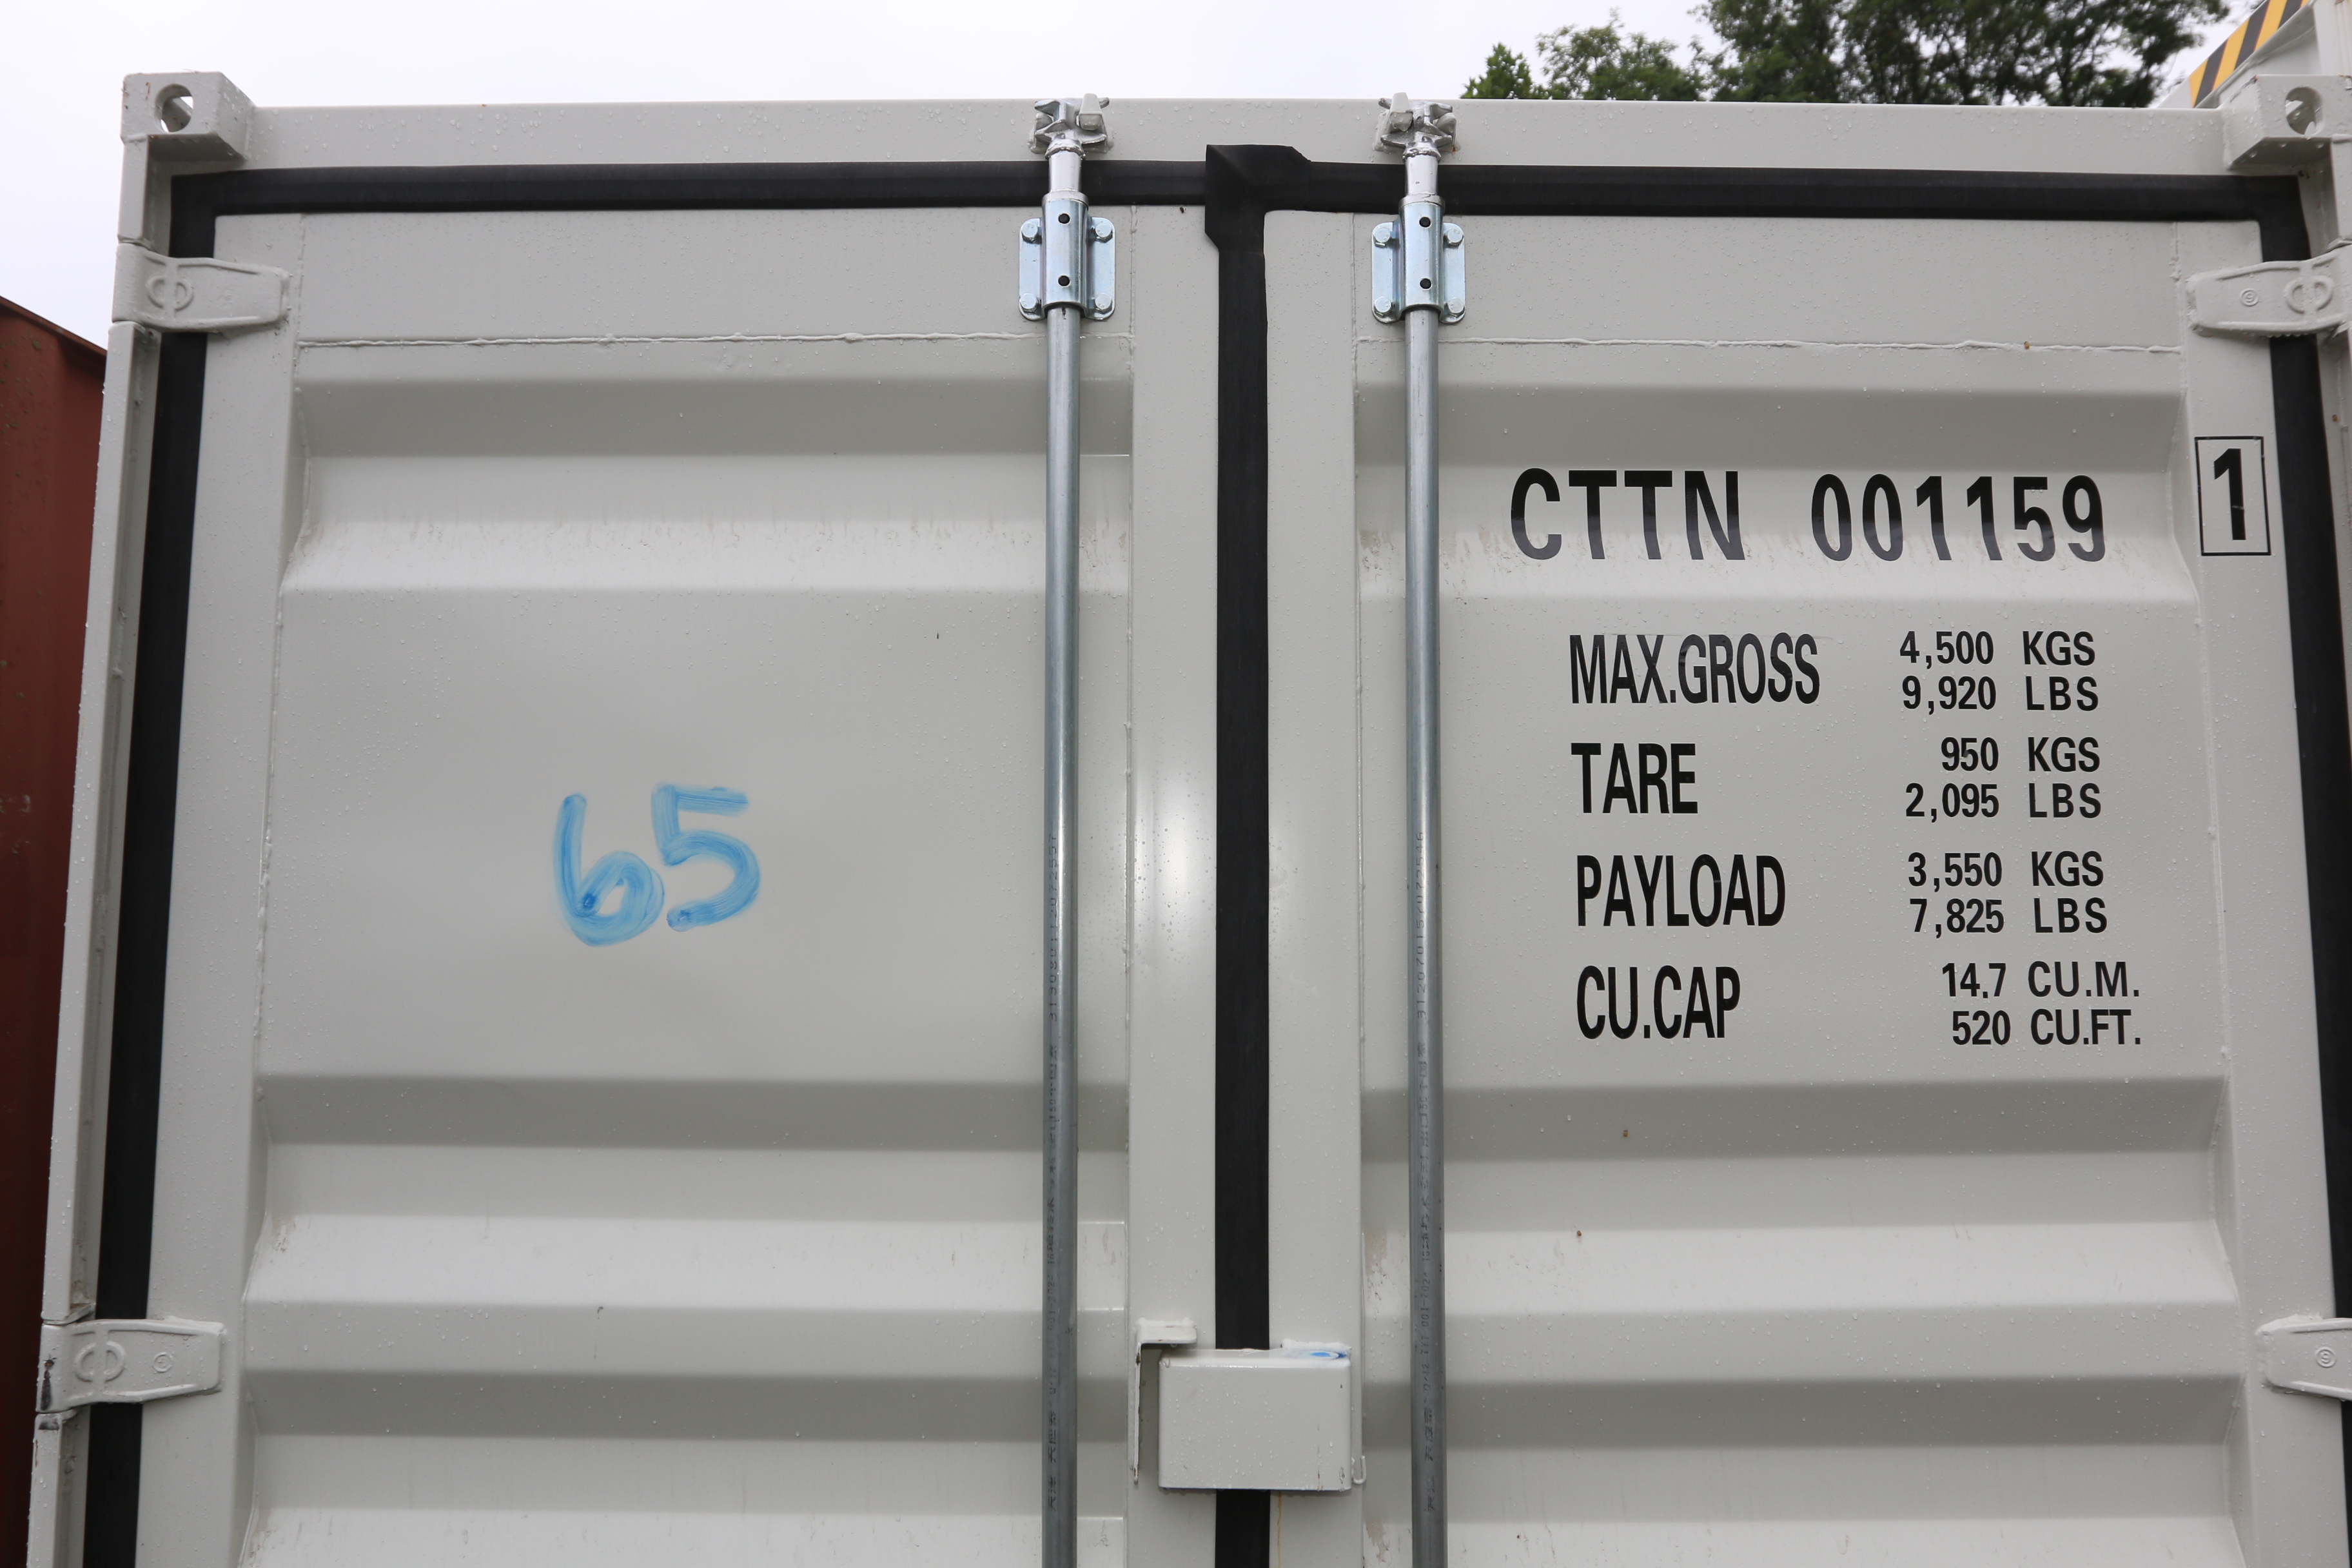 CTTN 001159 1
MAX.GROSS 4,500 KGS
9,920 LBS
TARE 950 KGS
2,095 LBS
PAYLOAD 3,550 KGS
7,825 LBS
CU.CAP 14.7 CU.M.
520 CU.FT.
65